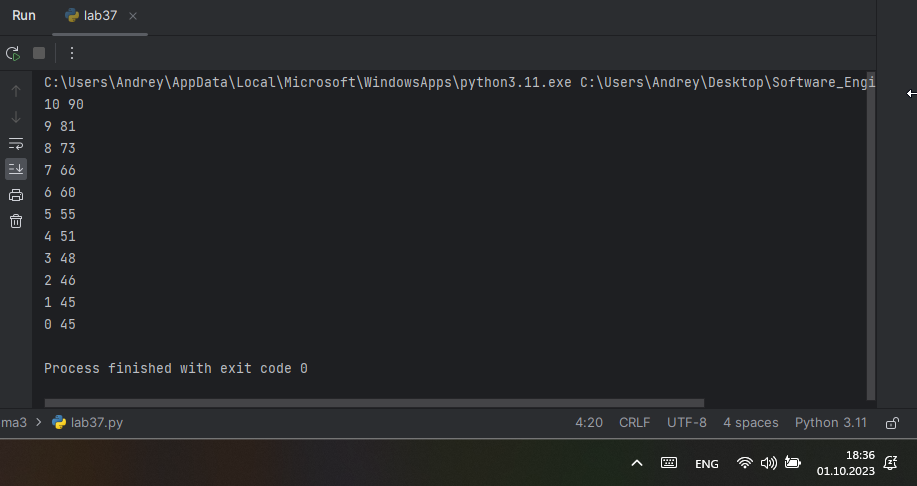 Run lab37
C:\Users\Andrey\AppData\Local\Microsoft\WindowsApps\python3.11.exe C:\Users\Andrey\Desktop\Software_Engi
10 90
9 81
8 73
7 66
6 60
5 55
4 51
3 48
2 46
1 45
0 45
Process finished with exit code 0
ma3 > lab37.py 4:20 CRLF UTF-8 4 spaces Python 3.11
ENG 18:36
01.10.2023